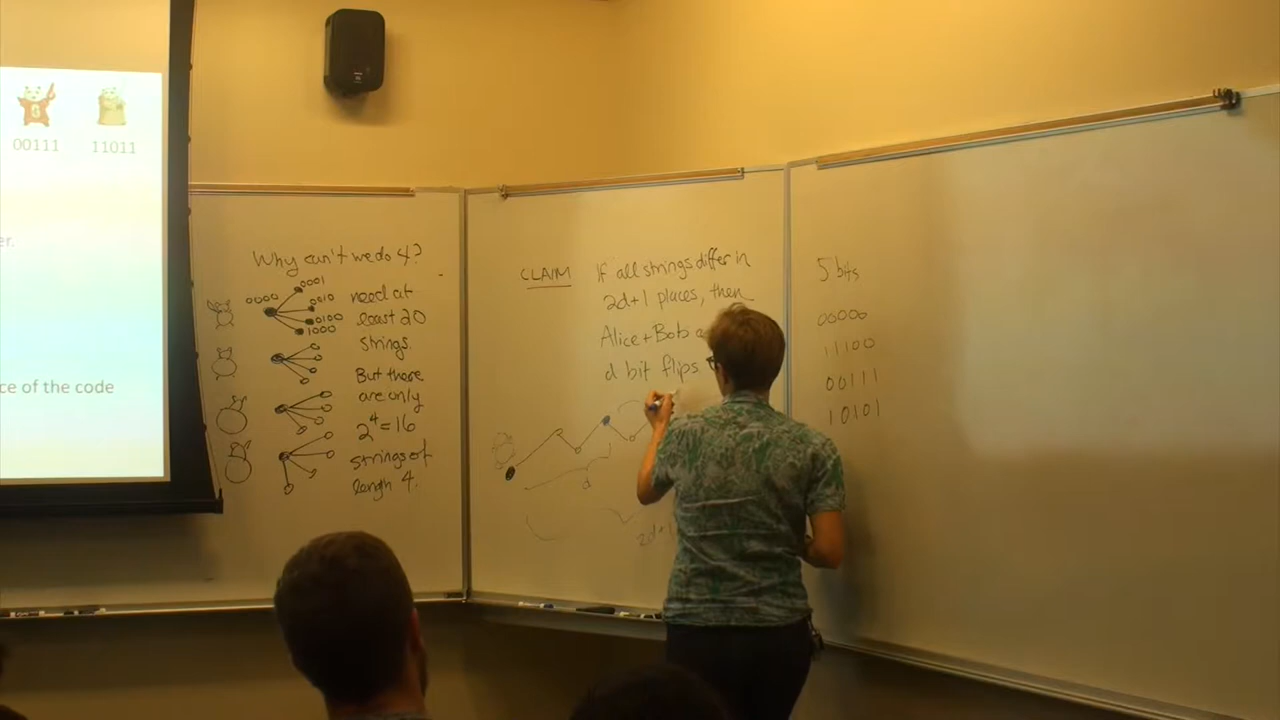 00111 11011
er.
ce of the code
Why can't we do 4?
0000
0001
0010
0100
1000
need at
least 20
strings.
But there
are only
2^4=16
strings of
lengh 4.
CLAIM
If all strings differ in
2d+1 places, then
Alice+Bob
d bit flips
d
5 bits
00000
11100
00111
10101